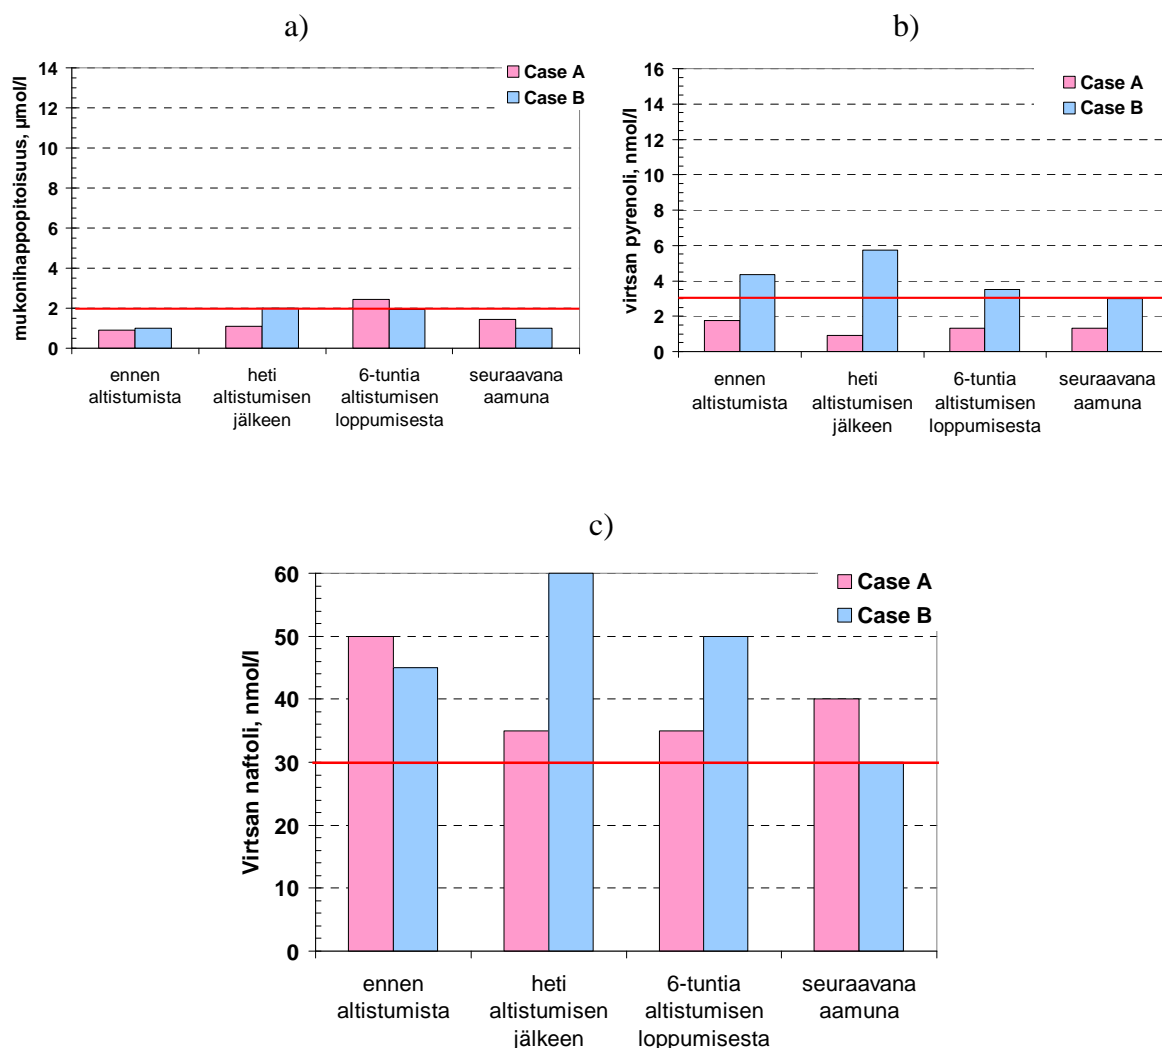 a)
mukonihappopitoisuus, µmol/l
14
12
10
8
6
4
2
0
Case A
Case B
ennen
altistumista
heti
altistumisen
jälkeen
6-tuntia
altistumisen
loppumisesta
seuraavana
aamuna
b)
virtsan pyrenoli, nmol/l
16
14
12
10
8
6
4
2
0
Case A
Case B
ennen
altistumista
heti
altistumisen
jälkeen
6-tuntia
altistumisen
loppumisesta
seuraavana
aamuna
c)
Virtsan naftoli, nmol/l
60
50
40
30
20
10
0
Case A
Case B
ennen
altistumista
heti
altistumisen
jälkeen
6-tuntia
altistumisen
loppumisesta
seuraavana
aamuna